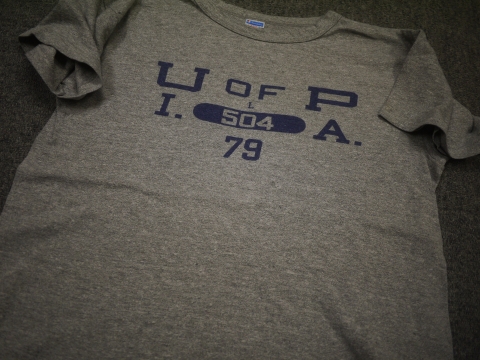 U OF P
L
I. 504 A.
79